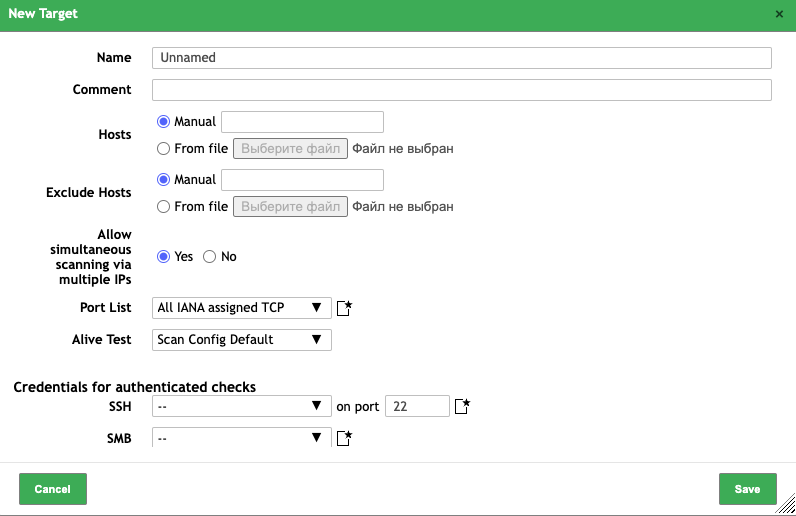 New Target ×
Name Unnamed
Comment
Manual
Hosts
From file Выберите файл Файл не выбран
Manual
Exclude Hosts
From file Выберите файл Файл не выбран
Allow
simultaneous
scanning via
multiple IPs
Yes No
Port List All IANA assigned TCP ▼
Alive Test Scan Config Default ▼
Credentials for authenticated checks
SSH -- ▼ on port 22
SMB -- ▼
Cancel Save